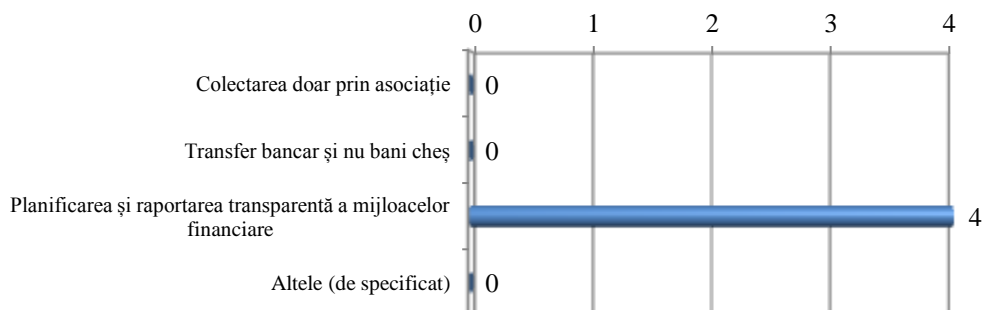 0 1 2 3 4
Colectarea doar prin asociație 0
Transfer bancar și nu bani cheș 0
Planificarea și raportarea transparentă a mijloacelor
financiare 4
Altele (de specificat) 0